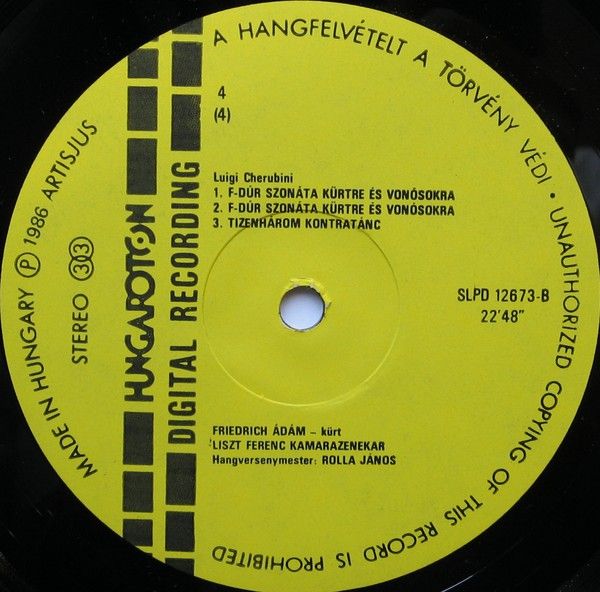 A HANGFELVÉTELT A TÖRVÉNY VÉDI • UNAUTHORIZED COPYING OF THIS RECORD IS PROHIBITED
MADE IN HUNGARY Ⓟ 1986 ARTISJUS
STEREO 33
HUNGAROTON
DIGITAL RECORDING
4
(4)
Luigi Cherubini
1. F-DÚR SZONÁTA KÜRTRE ÉS VONÓSOKRA
2. F-DÚR SZONÁTA KÜRTRE ÉS VONÓSOKRA
3. TIZENHÁROM KONTRATÁNC
SLPD 12673-B
22'48"
FRIEDRICH ÁDÁM – kürt
LISZT FERENC KAMARAZENEKAR
Hangversenymester: ROLLA JÁNOS